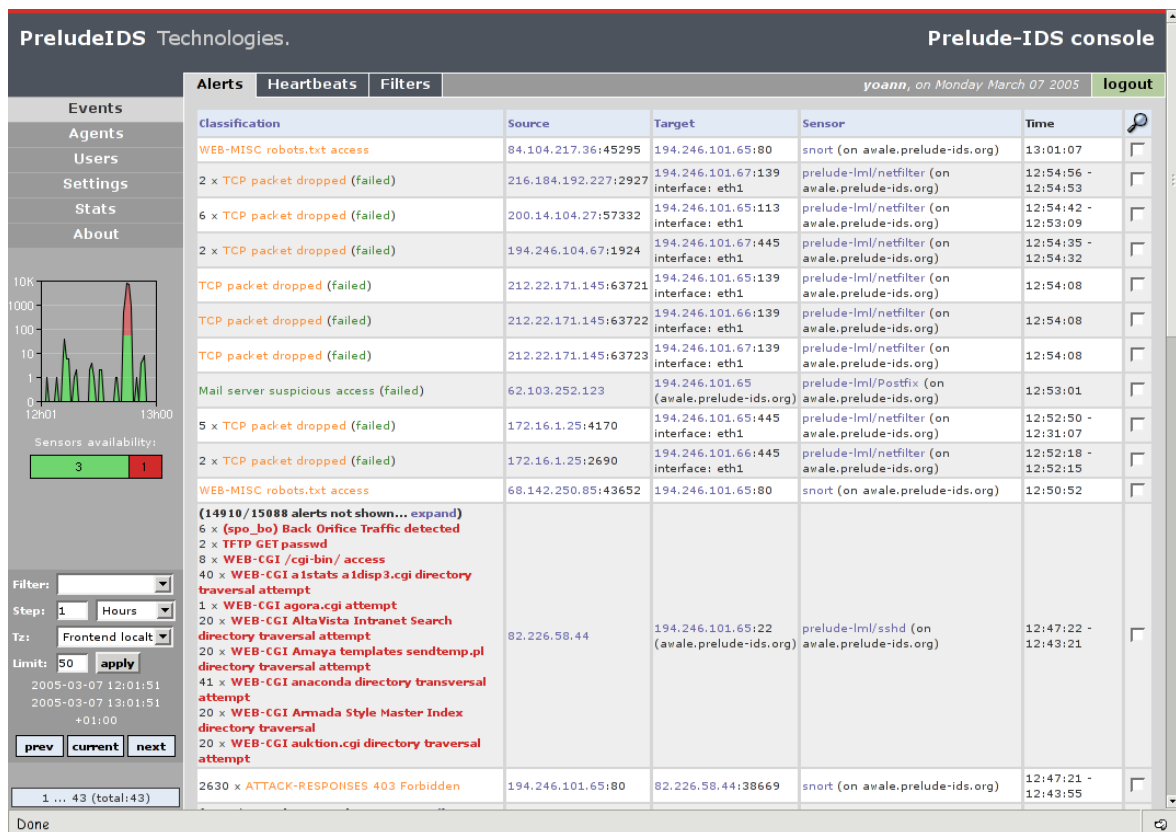 PreludeIDS Technologies.
Prelude-IDS console
Alerts Heartbeats Filters
yoann, on Monday March 07 2005 logout
Events
Agents
Users
Settings
Stats
About
10K
1000
100
10
1
0
12h01 13h00
Sensors availability:
3 1
Filter:
Step: 1 Hours
Tz: Frontend localt
Limit: 50 apply
2005-03-07 12:01:51
2005-03-07 13:01:51
+01:00
prev current next
1 ... 43 (total:43)
Classification Source Target Sensor Time
WEB-MISC robots.txt access 84.104.217.36:45295 194.246.101.65:80 snort (on awale.prelude-ids.org) 13:01:07
2 x TCP packet dropped (failed) 216.184.192.227:2927 194.246.101.67:139 interface: eth1 prelude-lml/netfilter (on awale.prelude-ids.org) 12:54:56 - 12:54:53
6 x TCP packet dropped (failed) 200.14.104.27:57332 194.246.101.65:113 interface: eth1 prelude-lml/netfilter (on awale.prelude-ids.org) 12:54:42 - 12:53:09
2 x TCP packet dropped (failed) 194.246.104.67:1924 194.246.101.67:445 interface: eth1 prelude-lml/netfilter (on awale.prelude-ids.org) 12:54:35 - 12:54:32
TCP packet dropped (failed) 212.22.171.145:63721 194.246.101.65:139 interface: eth1 prelude-lml/netfilter (on awale.prelude-ids.org) 12:54:08
TCP packet dropped (failed) 212.22.171.145:63722 194.246.101.66:139 interface: eth1 prelude-lml/netfilter (on awale.prelude-ids.org) 12:54:08
TCP packet dropped (failed) 212.22.171.145:63723 194.246.101.67:139 interface: eth1 prelude-lml/netfilter (on awale.prelude-ids.org) 12:54:08
Mail server suspicious access (failed) 62.103.252.123 194.246.101.65 (awale.prelude-ids.org) prelude-lml/Postfix (on awale.prelude-ids.org) 12:53:01
5 x TCP packet dropped (failed) 172.16.1.25:4170 194.246.101.65:445 interface: eth1 prelude-lml/netfilter (on awale.prelude-ids.org) 12:52:50 - 12:31:07
2 x TCP packet dropped (failed) 172.16.1.25:2690 194.246.101.66:445 interface: eth1 prelude-lml/netfilter (on awale.prelude-ids.org) 12:52:18 - 12:52:15
WEB-MISC robots.txt access 68.142.250.85:43652 194.246.101.65:80 snort (on awale.prelude-ids.org) 12:50:52
(14910/15088 alerts not shown... expand)
6 x (spo_bo) Back Orifice Traffic detected
2 x TFTP GET passwd
8 x WEB-CGI /cgi-bin/ access
40 x WEB-CGI a1stats a1disp3.cgi directory
traversal attempt
1 x WEB-CGI agora.cgi attempt
20 x WEB-CGI AltaVista Intranet Search
directory traversal attempt
20 x WEB-CGI Amaya templates sendtemp.pl
directory traversal attempt
41 x WEB-CGI anaconda directory transversal
attempt
20 x WEB-CGI Armada Style Master Index
directory traversal
20 x WEB-CGI auktion.cgi directory traversal
attempt
82.226.58.44 194.246.101.65:22 (awale.prelude-ids.org) prelude-lml/sshd (on awale.prelude-ids.org) 12:47:22 - 12:43:21
2630 x ATTACK-RESPONSES 403 Forbidden 194.246.101.65:80 82.226.58.44:38669 snort (on awale.prelude-ids.org) 12:47:21 - 12:43:55
Done